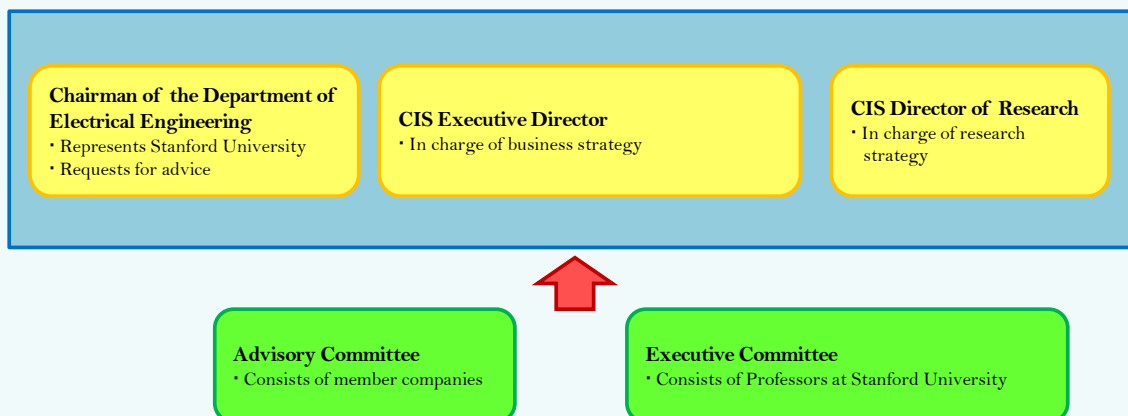 Chairman of the Department of
Electrical Engineering
・Represents Stanford University
・Requests for advice
CIS Executive Director
・In charge of business strategy
CIS Director of Research
・In charge of research
strategy
Advisory Committee
・Consists of member companies
Executive Committee
・Consists of Professors at Stanford University